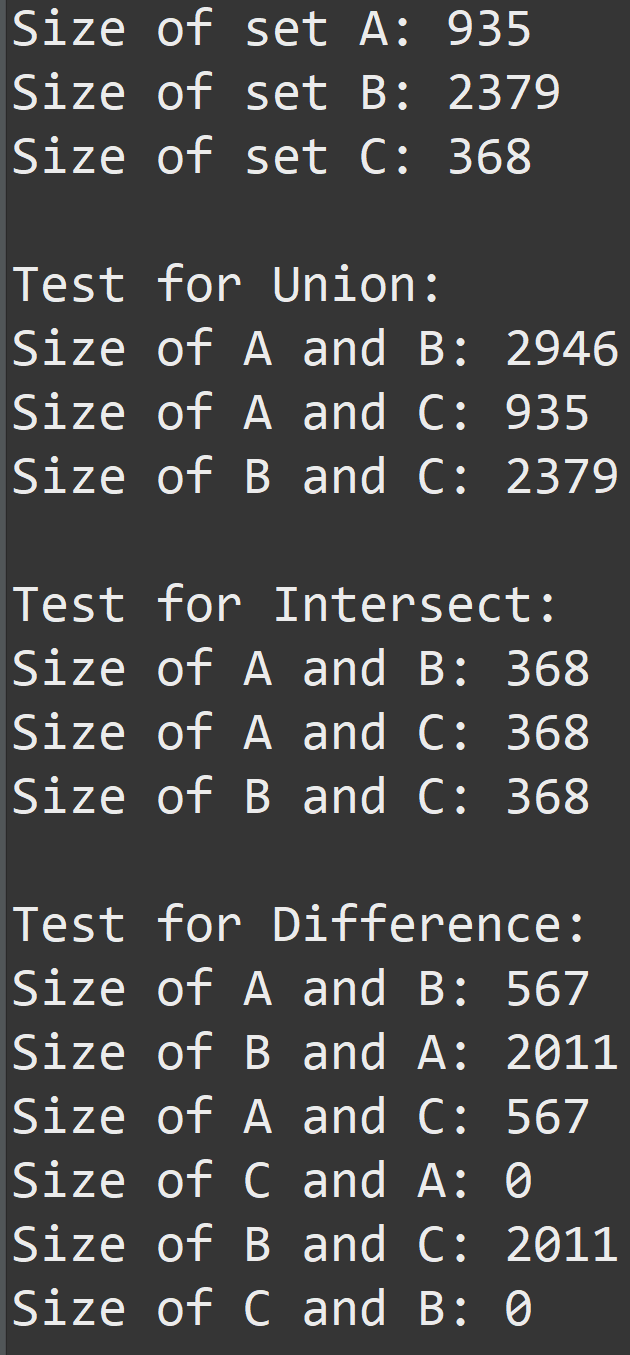 Size of set A: 935
Size of set B: 2379
Size of set C: 368
Test for Union:
Size of A and B: 2946
Size of A and C: 935
Size of B and C: 2379
Test for Intersect:
Size of A and B: 368
Size of A and C: 368
Size of B and C: 368
Test for Difference:
Size of A and B: 567
Size of B and A: 2011
Size of A and C: 567
Size of C and A: 0
Size of B and C: 2011
Size of C and B: 0